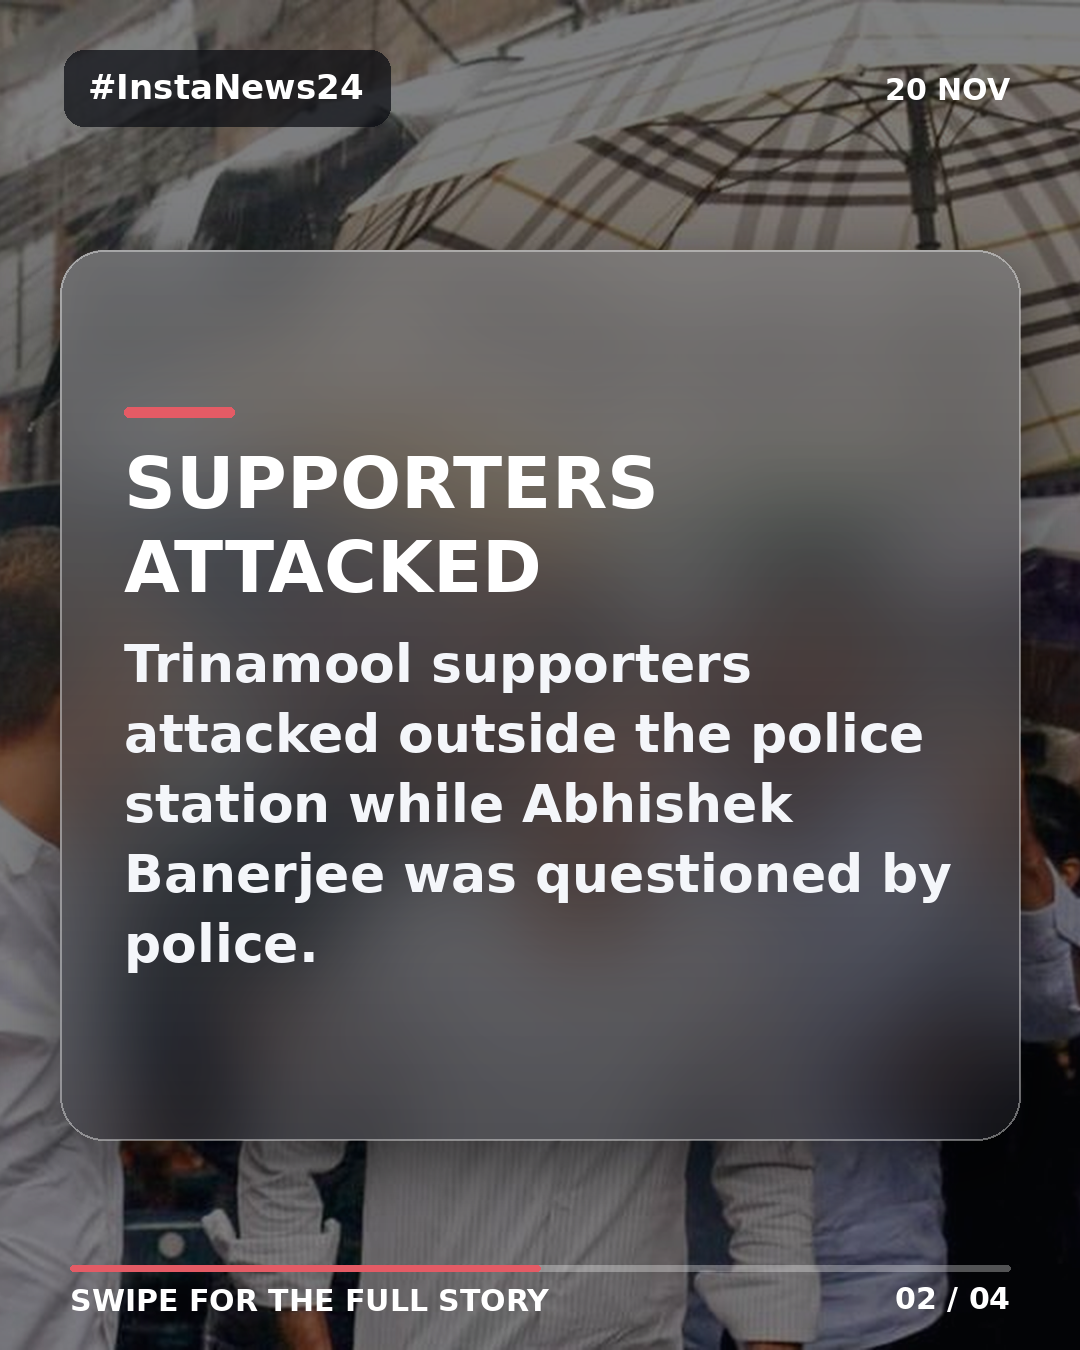 #InstaNews24
20 NOV
SUPPORTERS
ATTACKED
Trinamool supporters
attacked outside the police
station while Abhishek
Banerjee was questioned by
police.
SWIPE FOR THE FULL STORY
02 / 04